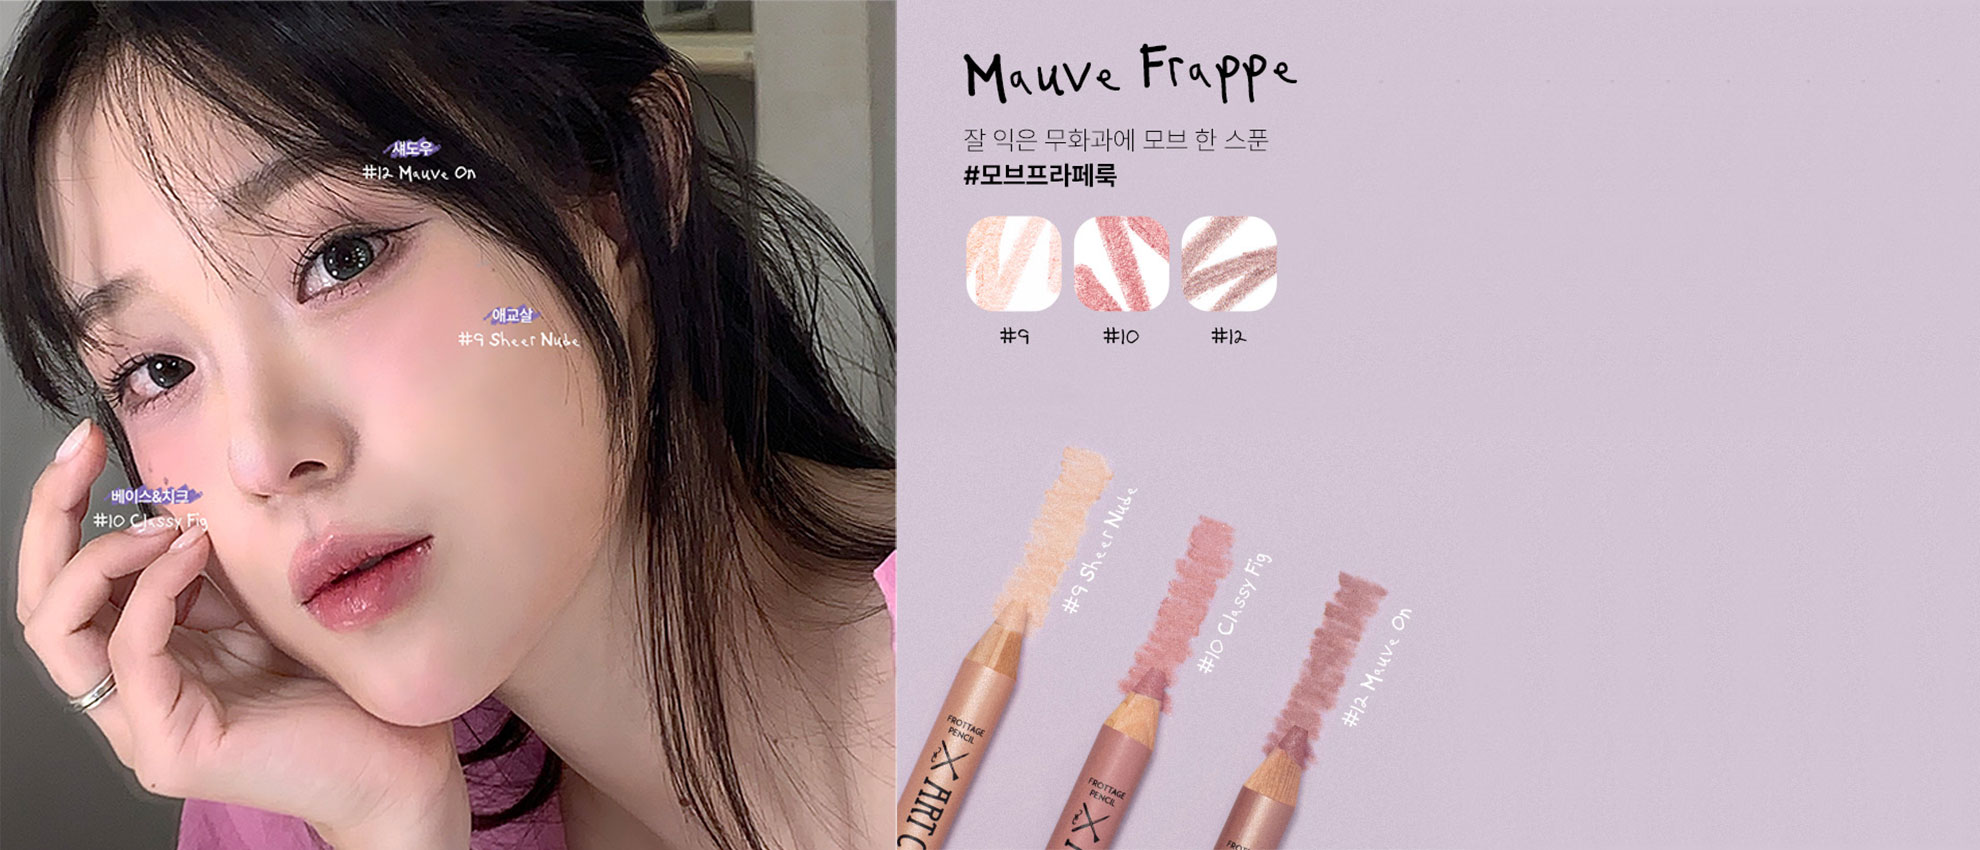 섀도우
#12 Mauve On
애교살
#9 Sheer Nude
베이스&치크
#10 Classy Fig
Mauve Frappe
잘 익은 무화과에 모브 한 스푼
#모브프라페룩
#9
#10
#12
#9 Sheer Nude
#10 Classy Fig
#12 Mauve On
FROTTAGE
PENCIL
ART
FROTTAGE
PENCIL